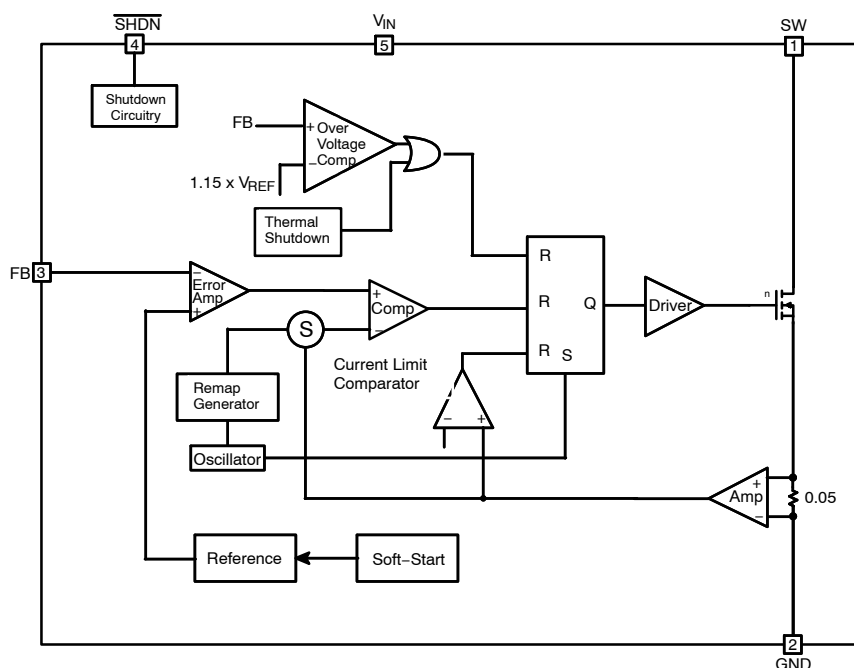 SHDN
VIN
SW
4
5
1
Shutdown
Circuitry
FB
+
Over
Voltage
Comp
−
1.15 x VREF
Thermal
Shutdown
FB 3
−
Error
Amp
+
+
Comp
−
S
R
R
Q
R
S
Driver
n
Current Limit
Comparator
Remap
Generator
− +
Oscillator
+
Amp
−
0.05
Reference
Soft−Start
2
GND